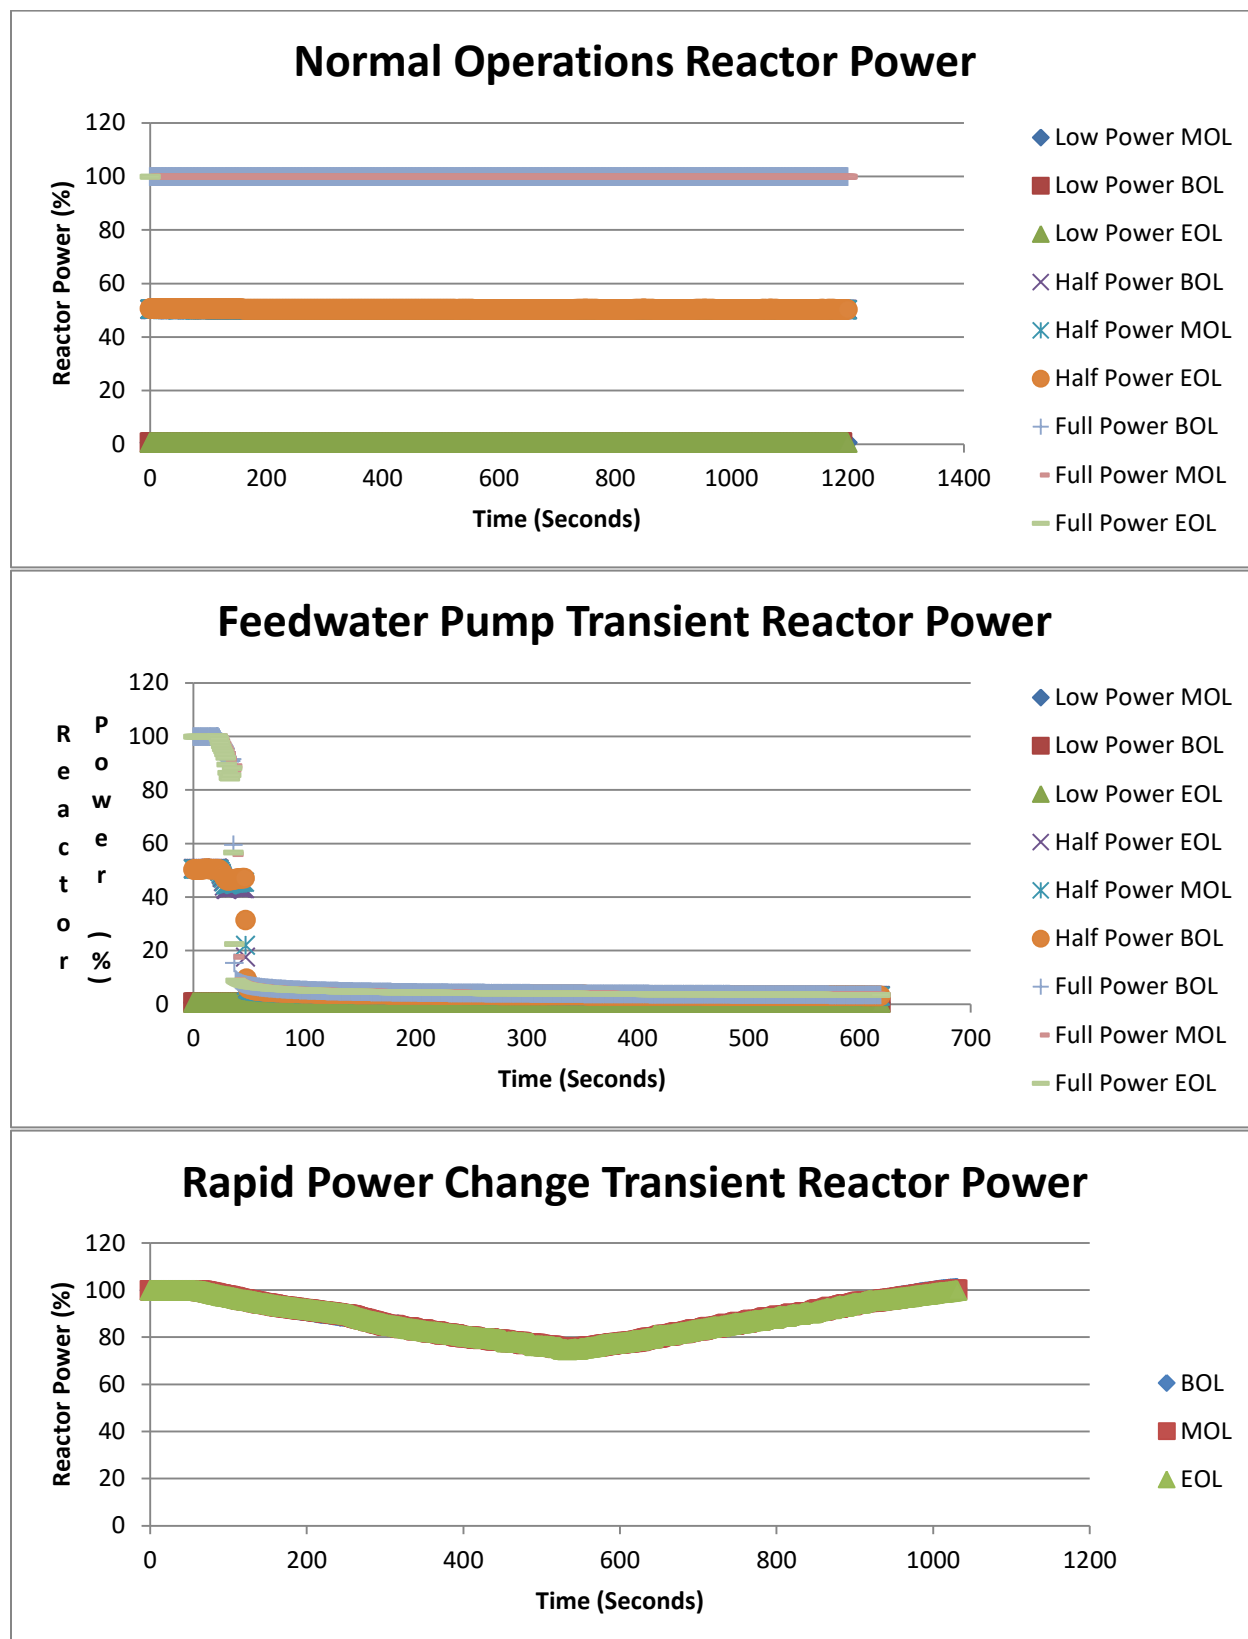 Normal Operations Reactor Power
120
100
80
60
40
20
0
0 200 400 600 800 1000 1200 1400
Reactor Power (%)
Time (Seconds)
Low Power MOL
Low Power BOL
Low Power EOL
Half Power BOL
Half Power MOL
Half Power EOL
Full Power BOL
Full Power MOL
Full Power EOL
Feedwater Pump Transient Reactor Power
120
100
80
60
40
20
0
0 100 200 300 400 500 600 700
Reactor
Power (%)
Time (Seconds)
Low Power MOL
Low Power BOL
Low Power EOL
Half Power EOL
Half Power MOL
Half Power BOL
Full Power BOL
Full Power MOL
Full Power EOL
Rapid Power Change Transient Reactor Power
120
100
80
60
40
20
0
0 200 400 600 800 1000 1200
Reactor Power (%)
Time (Seconds)
BOL
MOL
EOL